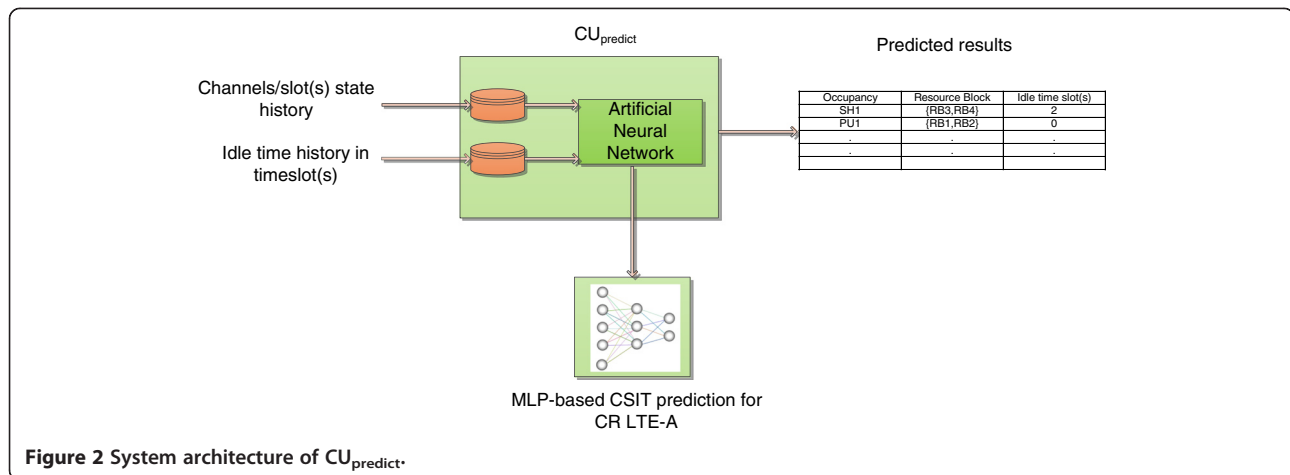 CUpredict
Predicted results
Channels/slot(s) state
history
Idle time history in
timeslot(s)
Artificial
Neural
Network
Occupancy Resource Block Idle time slot(s)
SH1 {RB3,RB4} 2
PU1 {RB1,RB2} 0
. . .
. . .
MLP-based CSIT prediction for
CR LTE-A
Figure 2 System architecture of CUpredict.